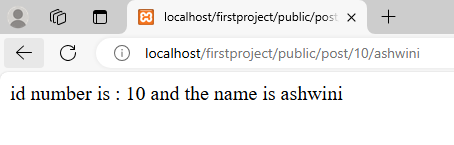 localhost/firstproject/public/post
localhost/firstproject/public/post/10/ashwini
id number is : 10 and the name is ashwini